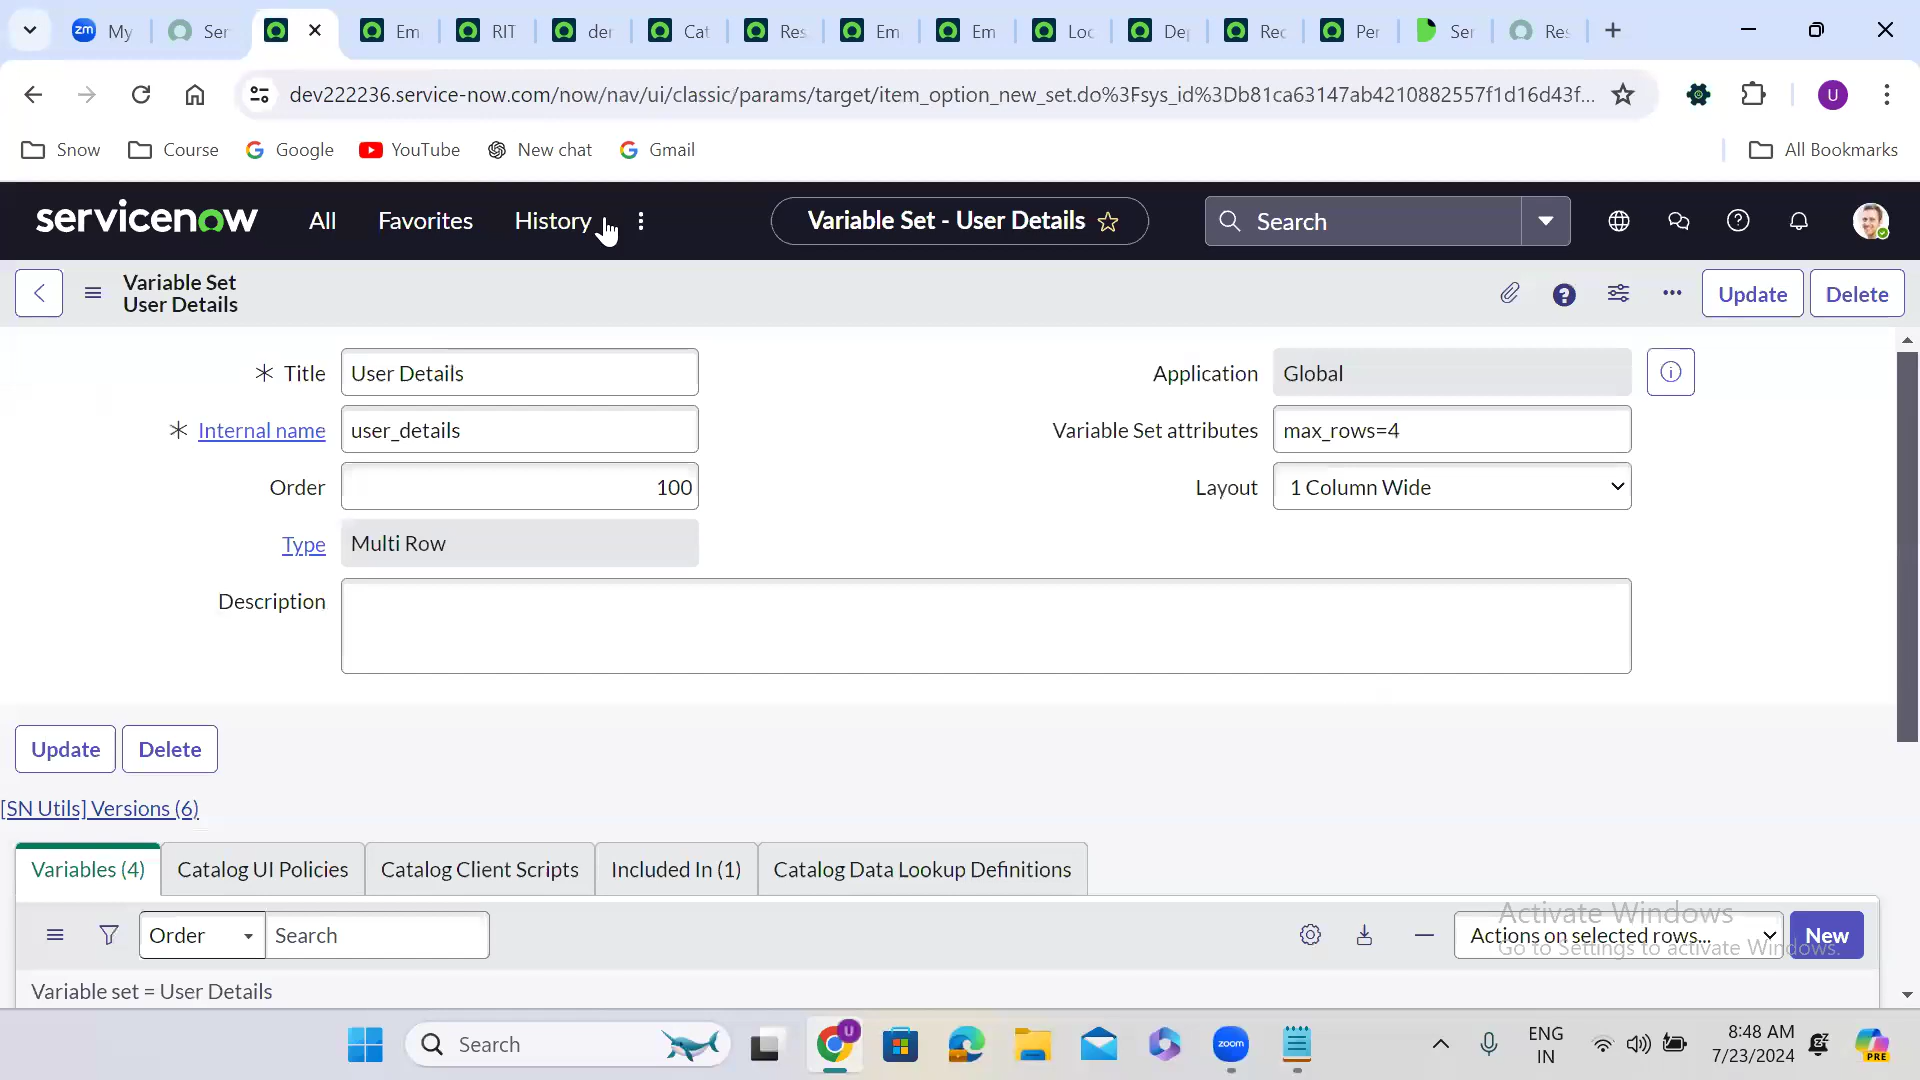 zm My
Ser
Em
RIT
der
Cat
Res
Em
Em
Loc
De
Rec
Per
Ser
Res
dev222236.service-now.com/now/nav/ui/classic/params/target/item_option_new_set.do%3Fsys_id%3Db81ca63147ab4210882557f1d16d43f...
U
Snow
Course
Google
YouTube
New chat
Gmail
All Bookmarks
servicenow
All
Favorites
History
Variable Set - User Details
Search
Variable Set
User Details
Update
Delete
Title
User Details
Application
Global
Internal name
user_details
Variable Set attributes
max_rows=4
Order
100
Layout
1 Column Wide
Type
Multi Row
Description
Update
Delete
[SN Utils] Versions (6)
Variables (4)
Catalog UI Policies
Catalog Client Scripts
Included In (1)
Catalog Data Lookup Definitions
Order
Search
Actions on selected rows...
New
Activate Windows
Go to Settings to activate Windows.
Variable set = User Details
Search
U
zoom
ENG
IN
8:48 AM
7/23/2024
PRE